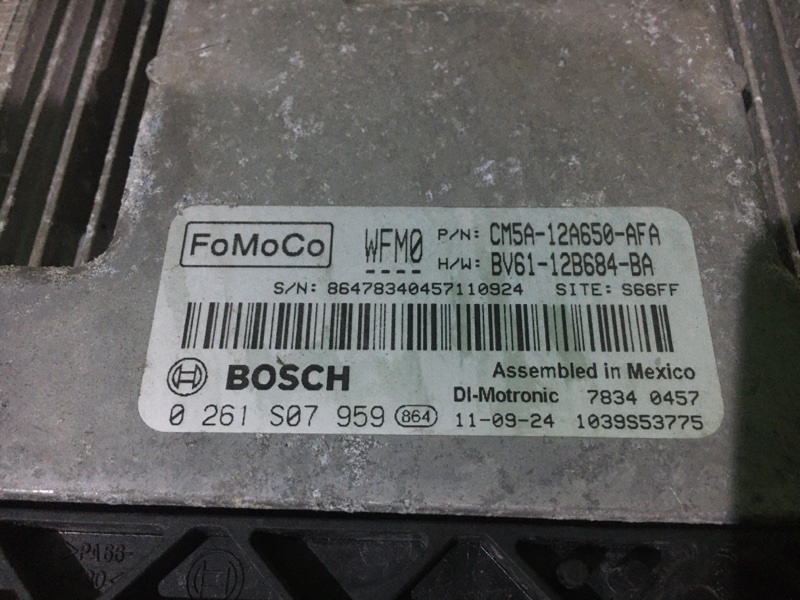 FoMoCo WFM0 P/N: CM5A-12A650-AFA
H/W: BV61-12B684-BA
S/N: 86478340457110924 SITE: S66FF
BOSCH Assembled in Mexico
DI-Motronic 7834 0457
0 261 S07 959 864 11-09-24 1039S53775
>PA66-